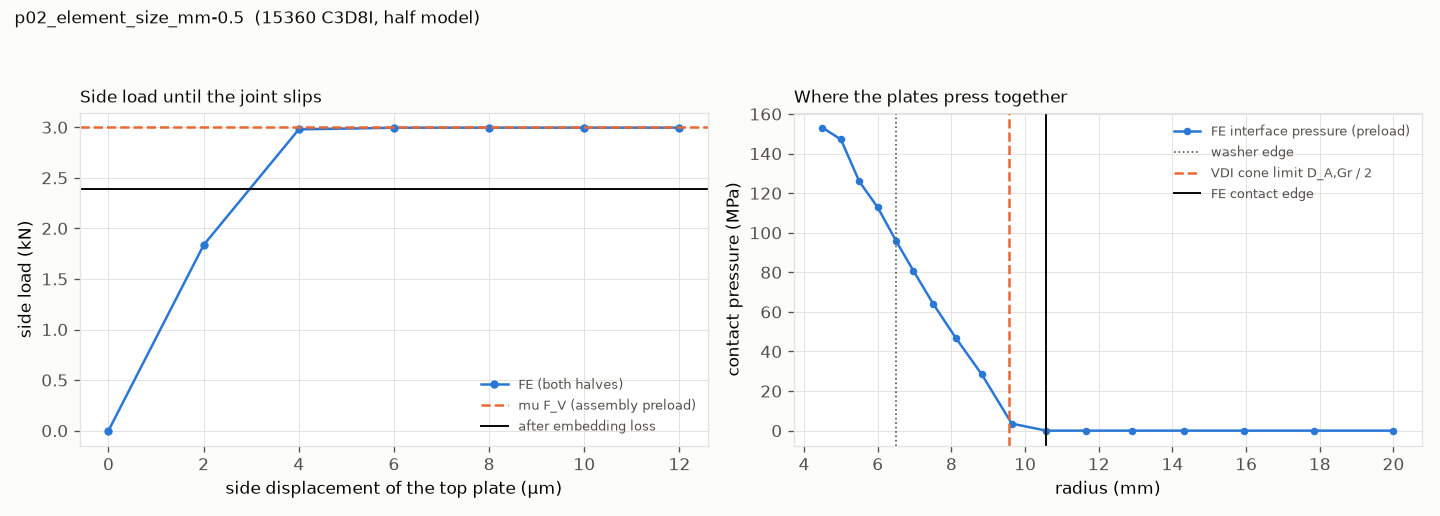 p02_element_size_mm-0.5  (15360 C3D8I, half model)
Side load until the joint slips
side load (kN)
3.0
2.5
2.0
1.5
1.0
0.5
0.0
FE (both halves)
mu F_V (assembly preload)
after embedding loss
0 2 4 6 8 10 12
side displacement of the top plate (μm)
Where the plates press together
contact pressure (MPa)
160
140
120
100
80
60
40
20
0
FE interface pressure (preload)
washer edge
VDI cone limit D_A,Gr / 2
FE contact edge
4 6 8 10 12 14 16 18 20
radius (mm)